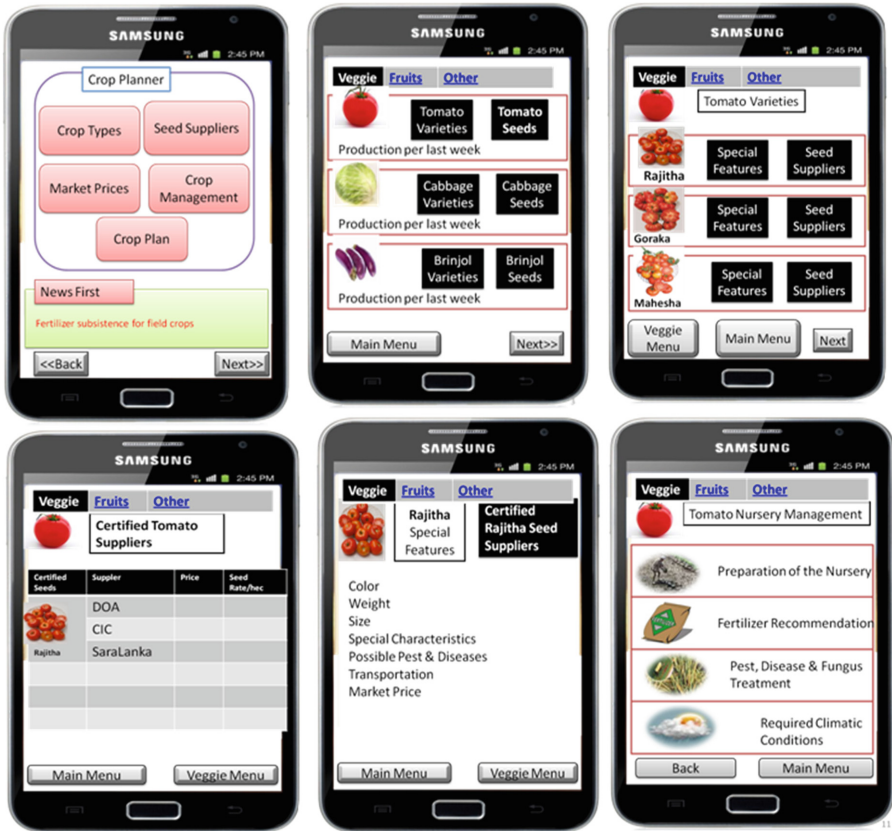 SAMSUNG
3G 2:45 PM
Crop Planner
Crop Types
Seed Suppliers
Market Prices
Crop
Management
Crop Plan
News First
Fertilizer subsistence for field crops
<<Back
Next>>
SAMSUNG
3G 2:45 PM
Veggie Fruits Other
Tomato
Varieties
Tomato
Seeds
Production per last week
Cabbage
Varieties
Cabbage
Seeds
Production per last week
Brinjol
Varieties
Brinjol
Seeds
Production per last week
Main Menu
Next>>
SAMSUNG
3G 2:45 PM
Veggie Fruits Other
Tomato Varieties
Rajitha
Special
Features
Seed
Suppliers
Goraka
Special
Features
Seed
Suppliers
Mahesha
Special
Features
Seed
Suppliers
Veggie
Menu
Main Menu
Next
SAMSUNG
3G 2:45 PM
Veggie Fruits Other
Certified Tomato
Suppliers
Certified
Seeds
Suppler
Price
Seed
Rate/hec
DOA
CIC
Rajitha
SaraLanka
Main Menu
Veggie Menu
SAMSUNG
3G 2:45 PM
Veggie Fruits Other
Rajitha
Special
Features
Certified
Rajitha Seed
Suppliers
Color
Weight
Size
Special Characteristics
Possible Pest & Diseases
Transportation
Market Price
Main Menu
Veggie Menu
SAMSUNG
3G 2:45 PM
Veggie Fruits Other
Tomato Nursery Management
Preparation of the Nursery
Fertilizer Recommendation
Pest, Disease & Fungus
Treatment
Required Climatic
Conditions
Back
Main Menu
11